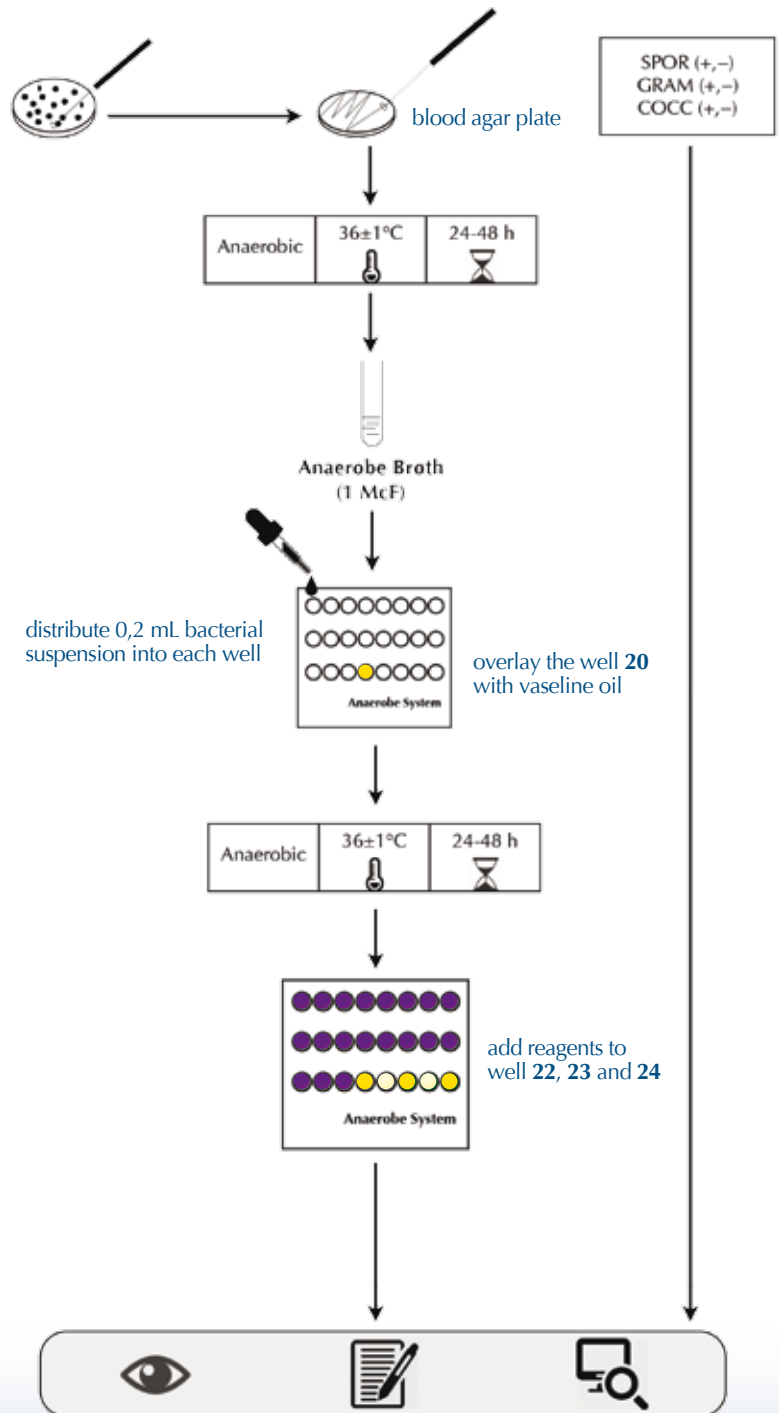 blood agar plate
SPOR (+,−)
GRAM (+,−)
COCC (+,−)
Anaerobic
36±1°C
24-48 h
Anaerobe Broth
(1 McF)
distribute 0,2 mL bacterial
suspension into each well
overlay the well 20
with vaseline oil
Anaerobe System
Anaerobic
36±1°C
24-48 h
add reagents to
well 22, 23 and 24
Anaerobe System